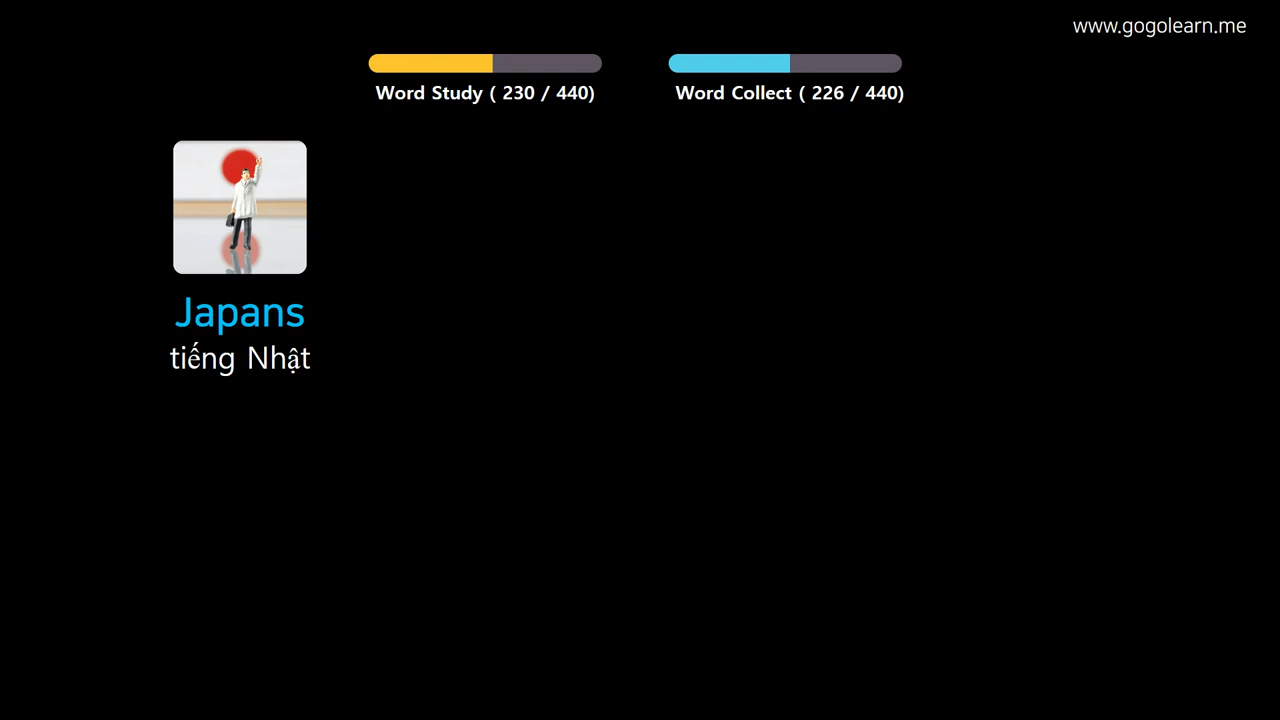 www.gogolearn.me
Word Study ( 230 / 440)
Word Collect ( 226 / 440)
Japans
tiếng Nhật